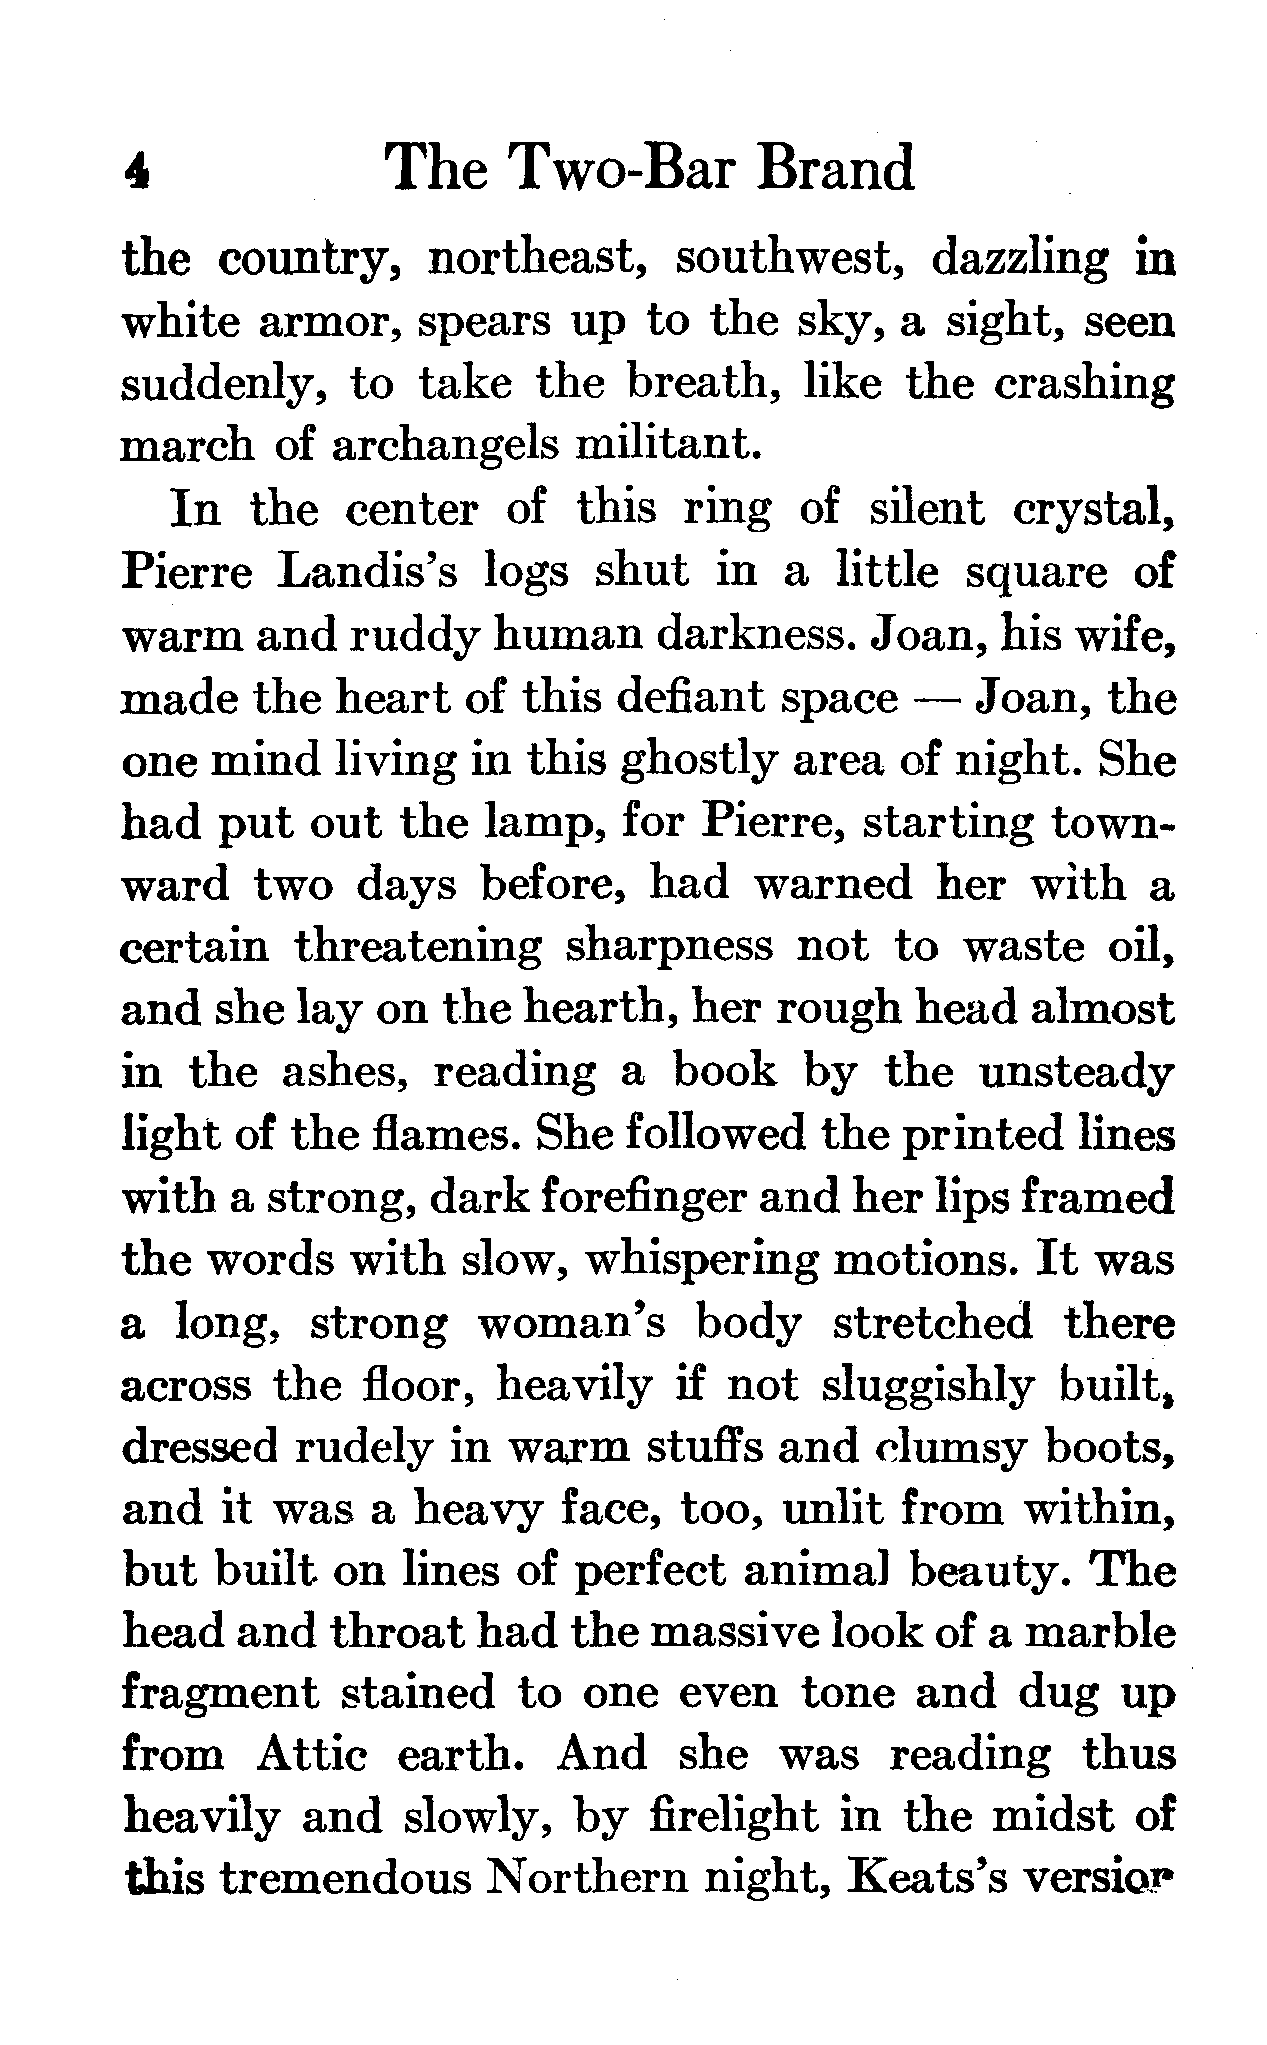 4 The Two-Bar Brand
the country, northeast, southwest, dazzling in
white armor, spears up to the sky, a sight, seen
suddenly, to take the breath, like the crashing
march of archangels militant.
In the center of this ring of silent crystal,
Pierre Landis's logs shut in a little square of
warm and ruddy human darkness. Joan, his wife,
made the heart of this defiant space — Joan, the
one mind living in this ghostly area of night. She
had put out the lamp, for Pierre, starting town-
ward two days before, had warned her with a
certain threatening sharpness not to waste oil,
and she lay on the hearth, her rough head almost
in the ashes, reading a book by the unsteady
light of the flames. She followed the printed lines
with a strong, dark forefinger and her lips framed
the words with slow, whispering motions. It was
a long, strong woman's body stretched there
across the floor, heavily if not sluggishly built,
dressed rudely in warm stuffs and clumsy boots,
and it was a heavy face, too, unlit from within,
but built on lines of perfect animal beauty. The
head and throat had the massive look of a marble
fragment stained to one even tone and dug up
from Attic earth. And she was reading thus
heavily and slowly, by firelight in the midst of
this tremendous Northern night, Keats's version